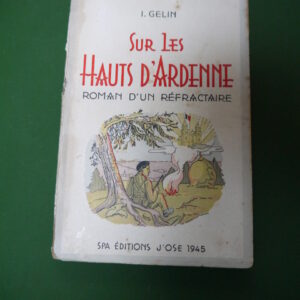 I. GELIN
SUR LES
HAUTS D'ARDENNE
ROMAN D'UN RÉFRACTAIRE
SPA ÉDITIONS J'OSE 1945